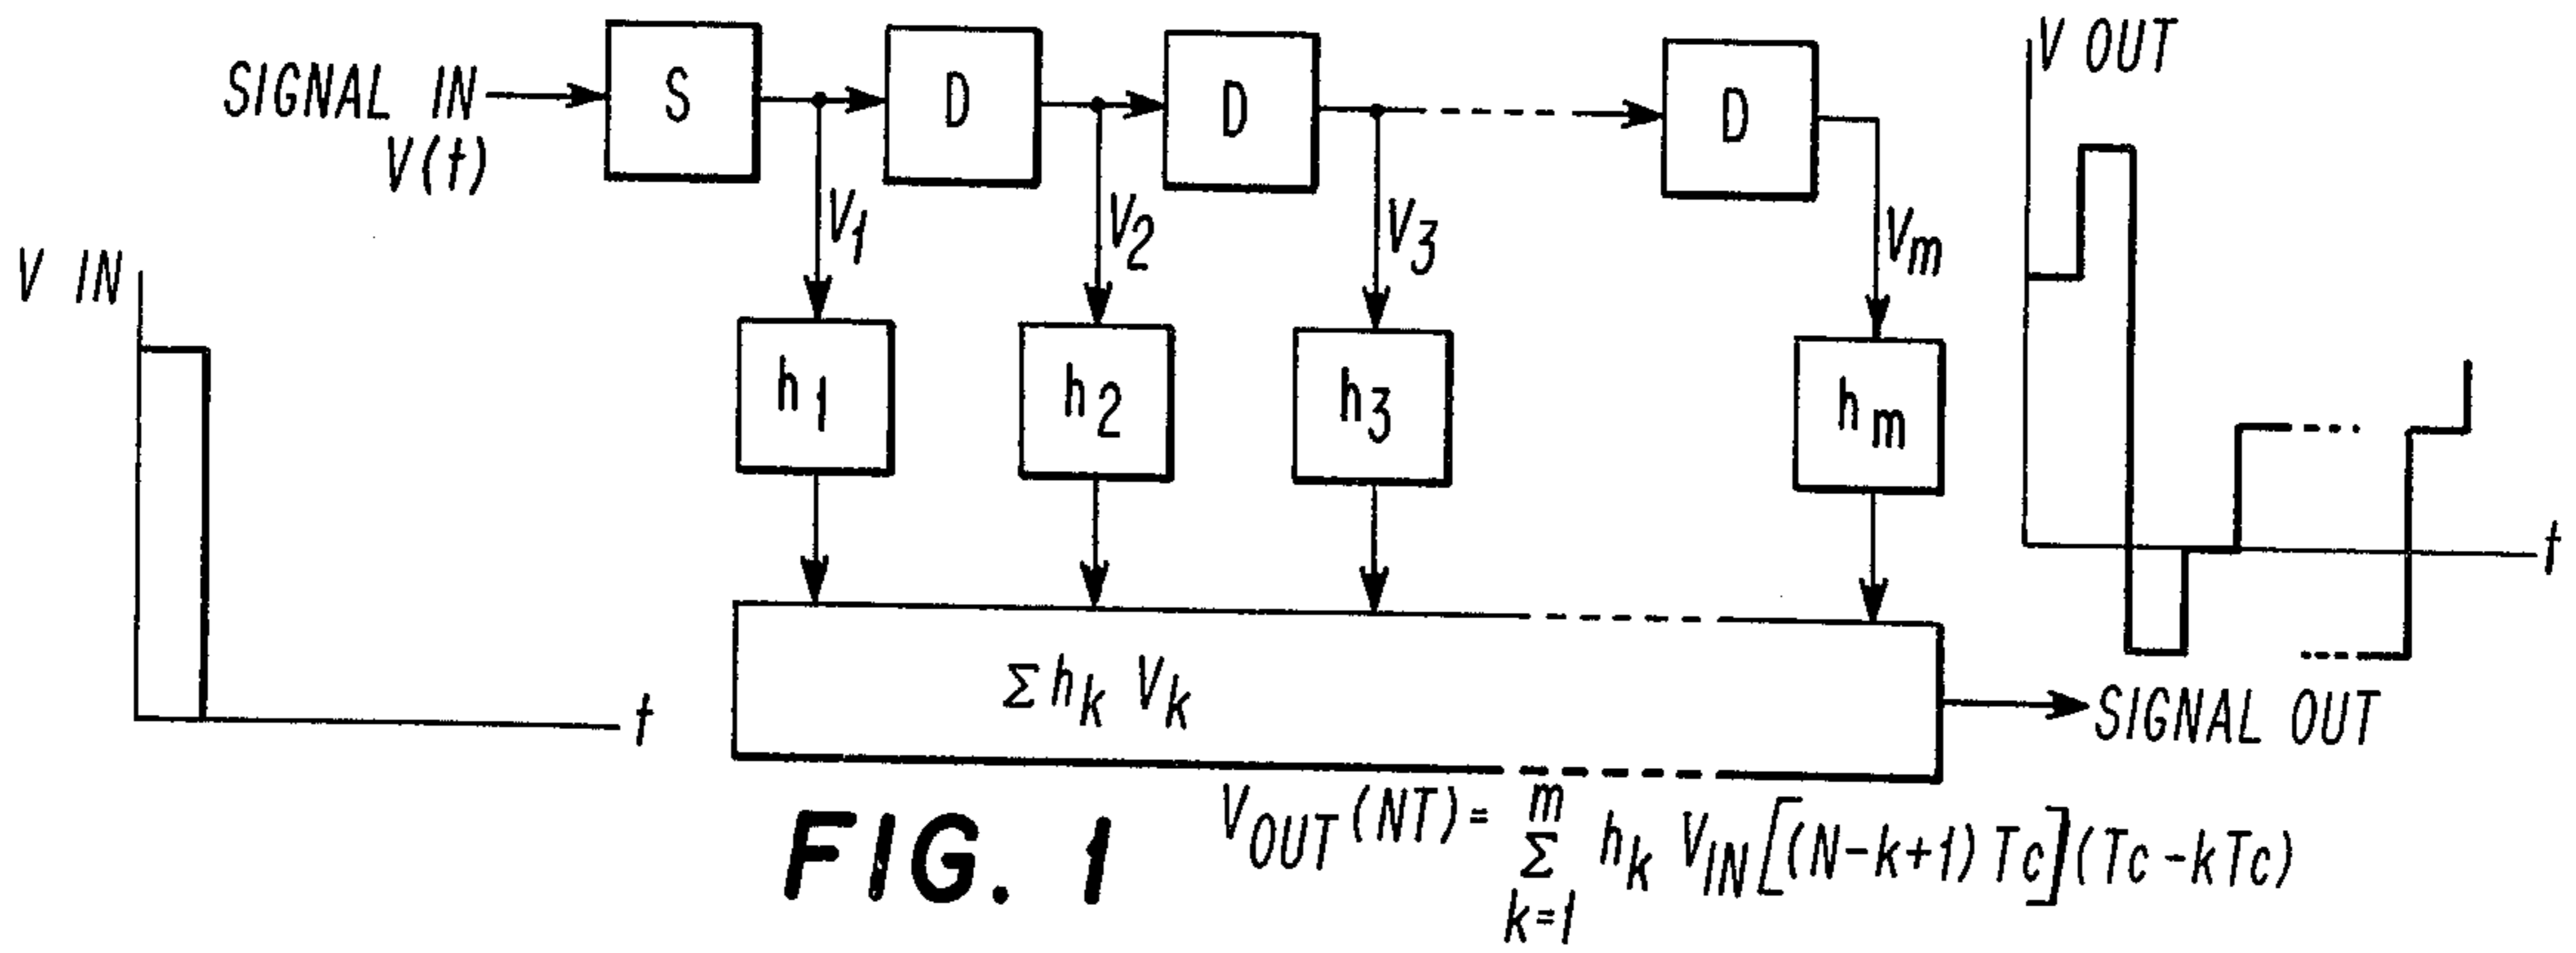 SIGNAL IN
V(t)
S
D
D
D
V OUT
V1
V2
V3
Vm
V IN
h1
h2
h3
hm
t
t
Σ hk Vk
SIGNAL OUT
FIG. 1
VOUT (NT) = m Σ k=1 hk VIN [(N-k+1) Tc] (Tc - kTc)